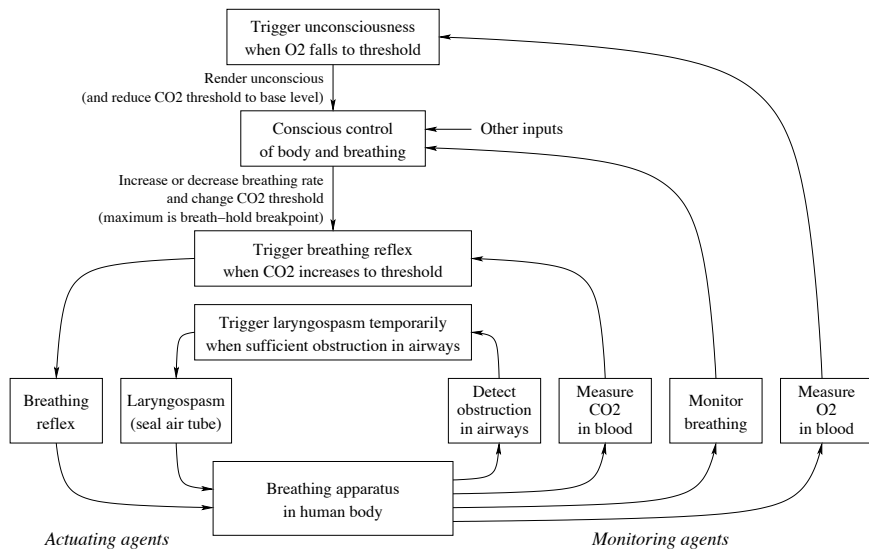 Trigger unconsciousness
when O2 falls to threshold
Render unconscious
(and reduce CO2 threshold to base level)
Conscious control
of body and breathing
Other inputs
Increase or decrease breathing rate
and change CO2 threshold
(maximum is breath−hold breakpoint)
Trigger breathing reflex
when CO2 increases to threshold
Trigger laryngospasm temporarily
when sufficient obstruction in airways
Breathing
reflex
Laryngospasm
(seal air tube)
Detect
obstruction
in airways
Measure
CO2
in blood
Monitor
breathing
Measure
O2
in blood
Breathing apparatus
in human body
Actuating agents
Monitoring agents